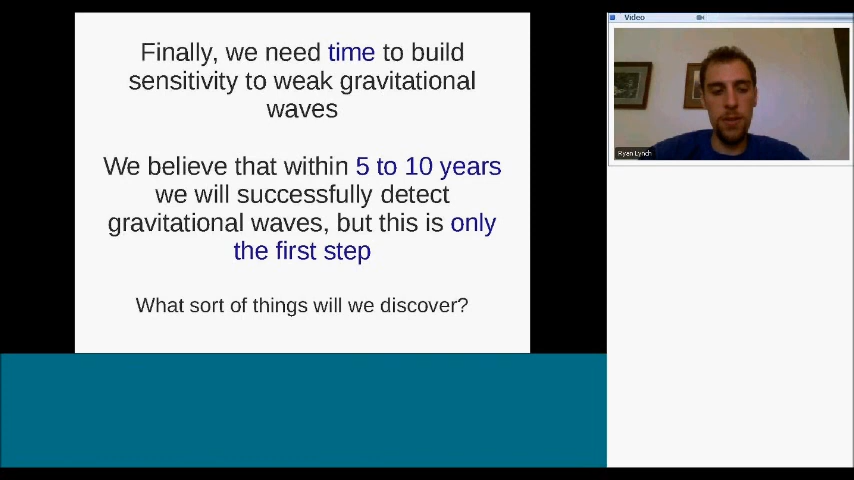 Finally, we need time to build
sensitivity to weak gravitational
waves
We believe that within 5 to 10 years
we will successfully detect
gravitational waves, but this is only
the first step
What sort of things will we discover?
Video
Ryan Lynch